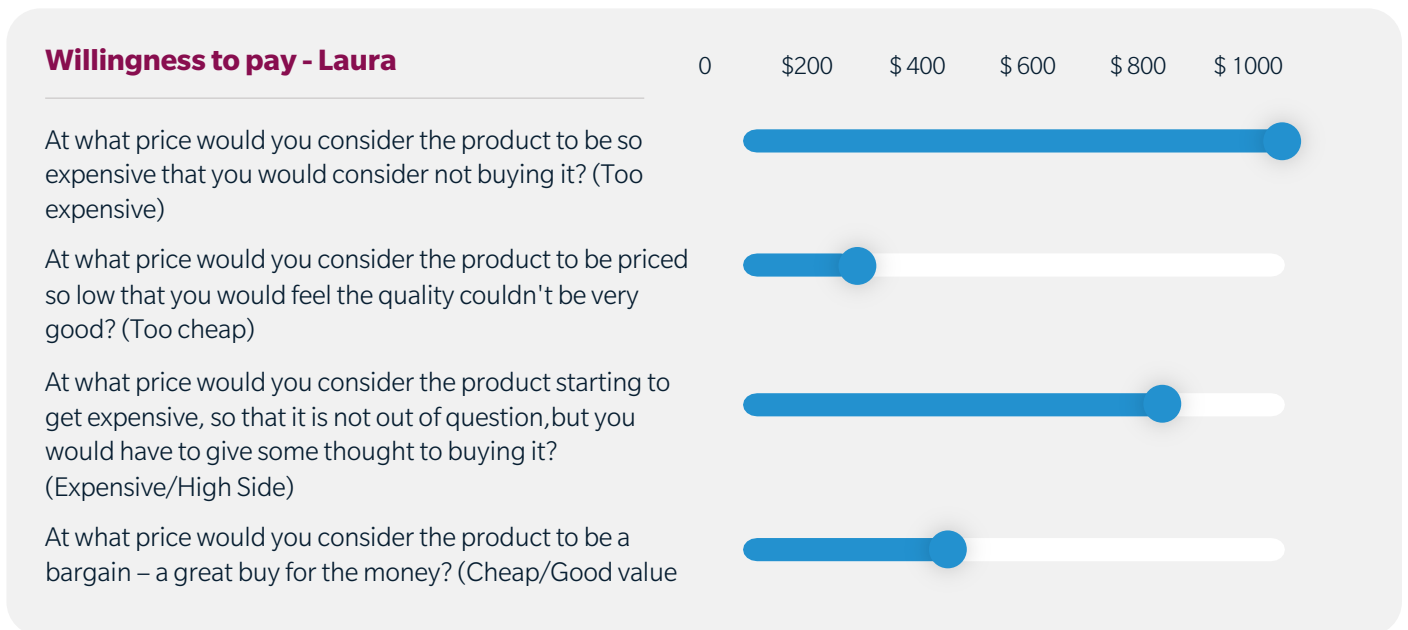 Willingness to pay - Laura
0 $200 $ 400 $ 600 $ 800 $ 1000
At what price would you consider the product to be so
expensive that you would consider not buying it? (Too
expensive)
At what price would you consider the product to be priced
so low that you would feel the quality couldn't be very
good? (Too cheap)
At what price would you consider the product starting to
get expensive, so that it is not out of question,but you
would have to give some thought to buying it?
(Expensive/High Side)
At what price would you consider the product to be a
bargain – a great buy for the money? (Cheap/Good value